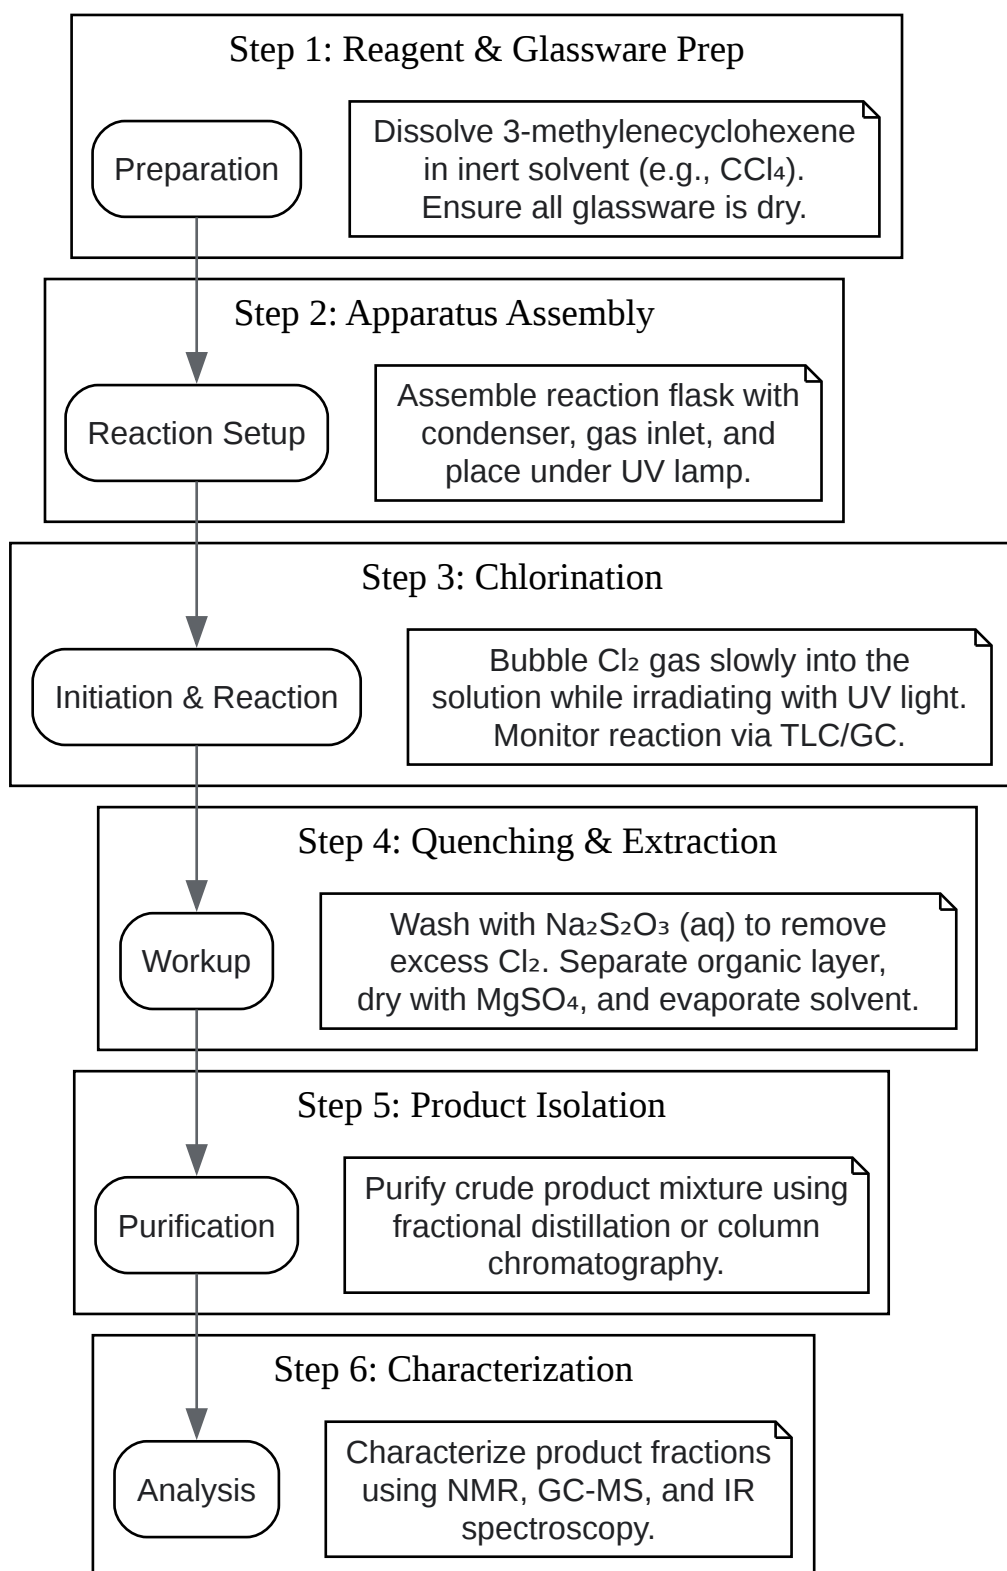 Step 1: Reagent & Glassware Prep
Preparation
Dissolve 3-methylenecyclohexene
in inert solvent (e.g., CCl₄).
Ensure all glassware is dry.
Step 2: Apparatus Assembly
Reaction Setup
Assemble reaction flask with
condenser, gas inlet, and
place under UV lamp.
Step 3: Chlorination
Initiation & Reaction
Bubble Cl₂ gas slowly into the
solution while irradiating with UV light.
Monitor reaction via TLC/GC.
Step 4: Quenching & Extraction
Workup
Wash with Na₂S₂O₃ (aq) to remove
excess Cl₂. Separate organic layer,
dry with MgSO₄, and evaporate solvent.
Step 5: Product Isolation
Purification
Purify crude product mixture using
fractional distillation or column
chromatography.
Step 6: Characterization
Analysis
Characterize product fractions
using NMR, GC-MS, and IR
spectroscopy.